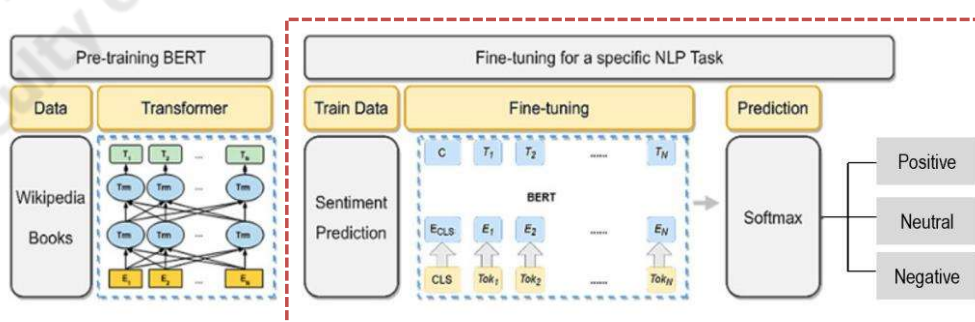 Pre-training BERT
Fine-tuning for a specific NLP Task
Data
Transformer
Train Data
Fine-tuning
Prediction
Wikipedia
Books
T1 T2 ... TN
Trm Trm ... Trm
Trm Trm ... Trm
E1 E2 ... EN
Sentiment
Prediction
C T1 T2 ...... TN
BERT
ECLS E1 E2 ...... EN
CLS Tok1 Tok2 ...... TokN
Softmax
Positive
Neutral
Negative